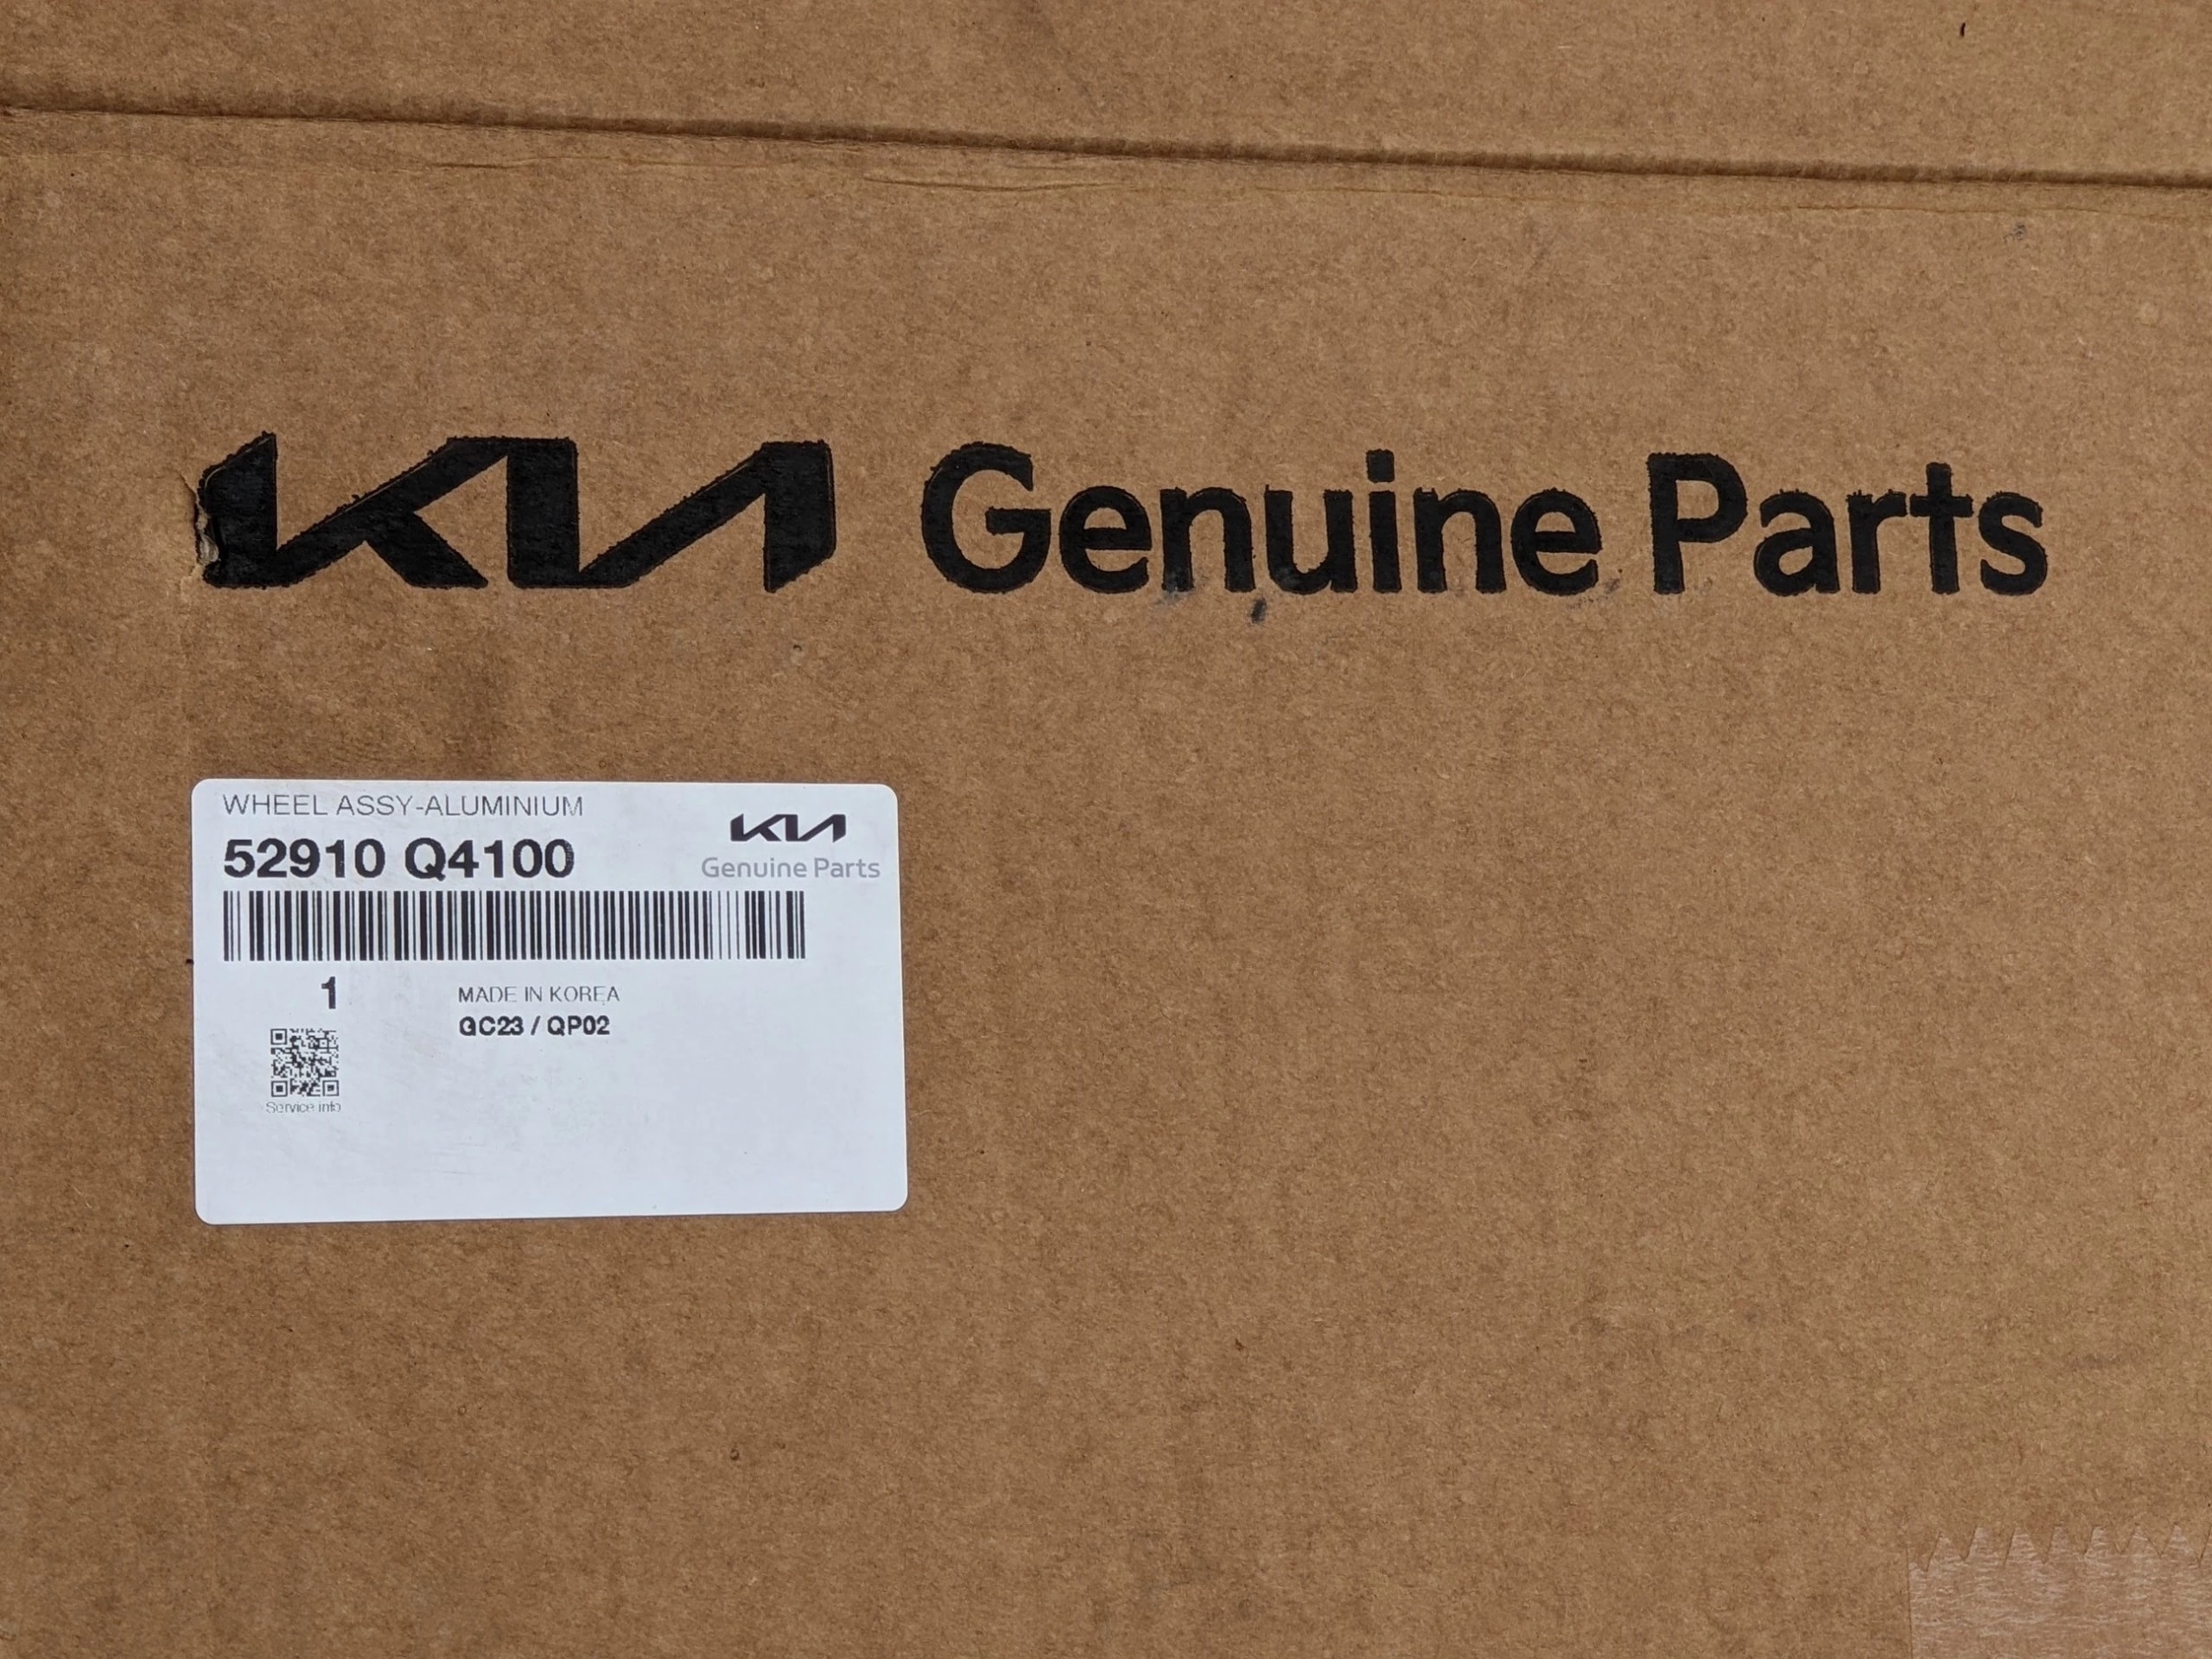 KIA Genuine Parts
WHEEL ASSY-ALUMINIUM
52910 Q4100
KIA
Genuine Parts
1
MADE IN KOREA
GC23 / QP02
Service info